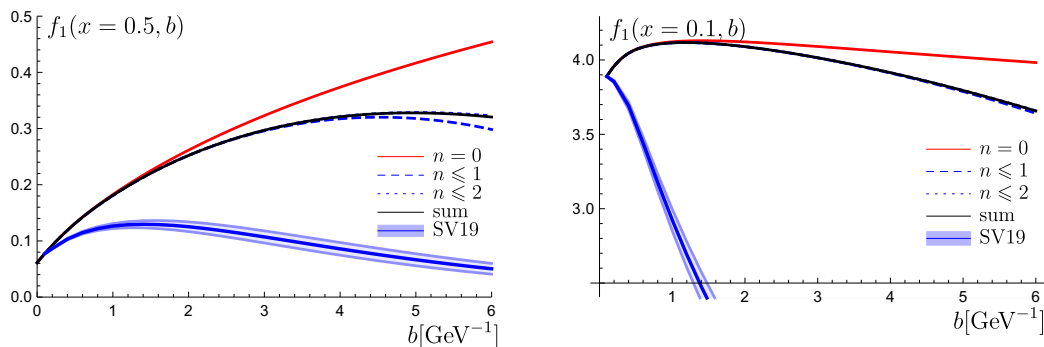 f₁(x = 0.5, b)
0.5
0.4
0.3
0.2
0.1
0.0
0 1 2 3 4 5 6
b[GeV⁻¹]
n = 0
n ⩽ 1
n ⩽ 2
sum
SV19
f₁(x = 0.1, b)
4.0
3.5
3.0
1 2 3 4 5 6
b[GeV⁻¹]
n = 0
n ⩽ 1
n ⩽ 2
sum
SV19